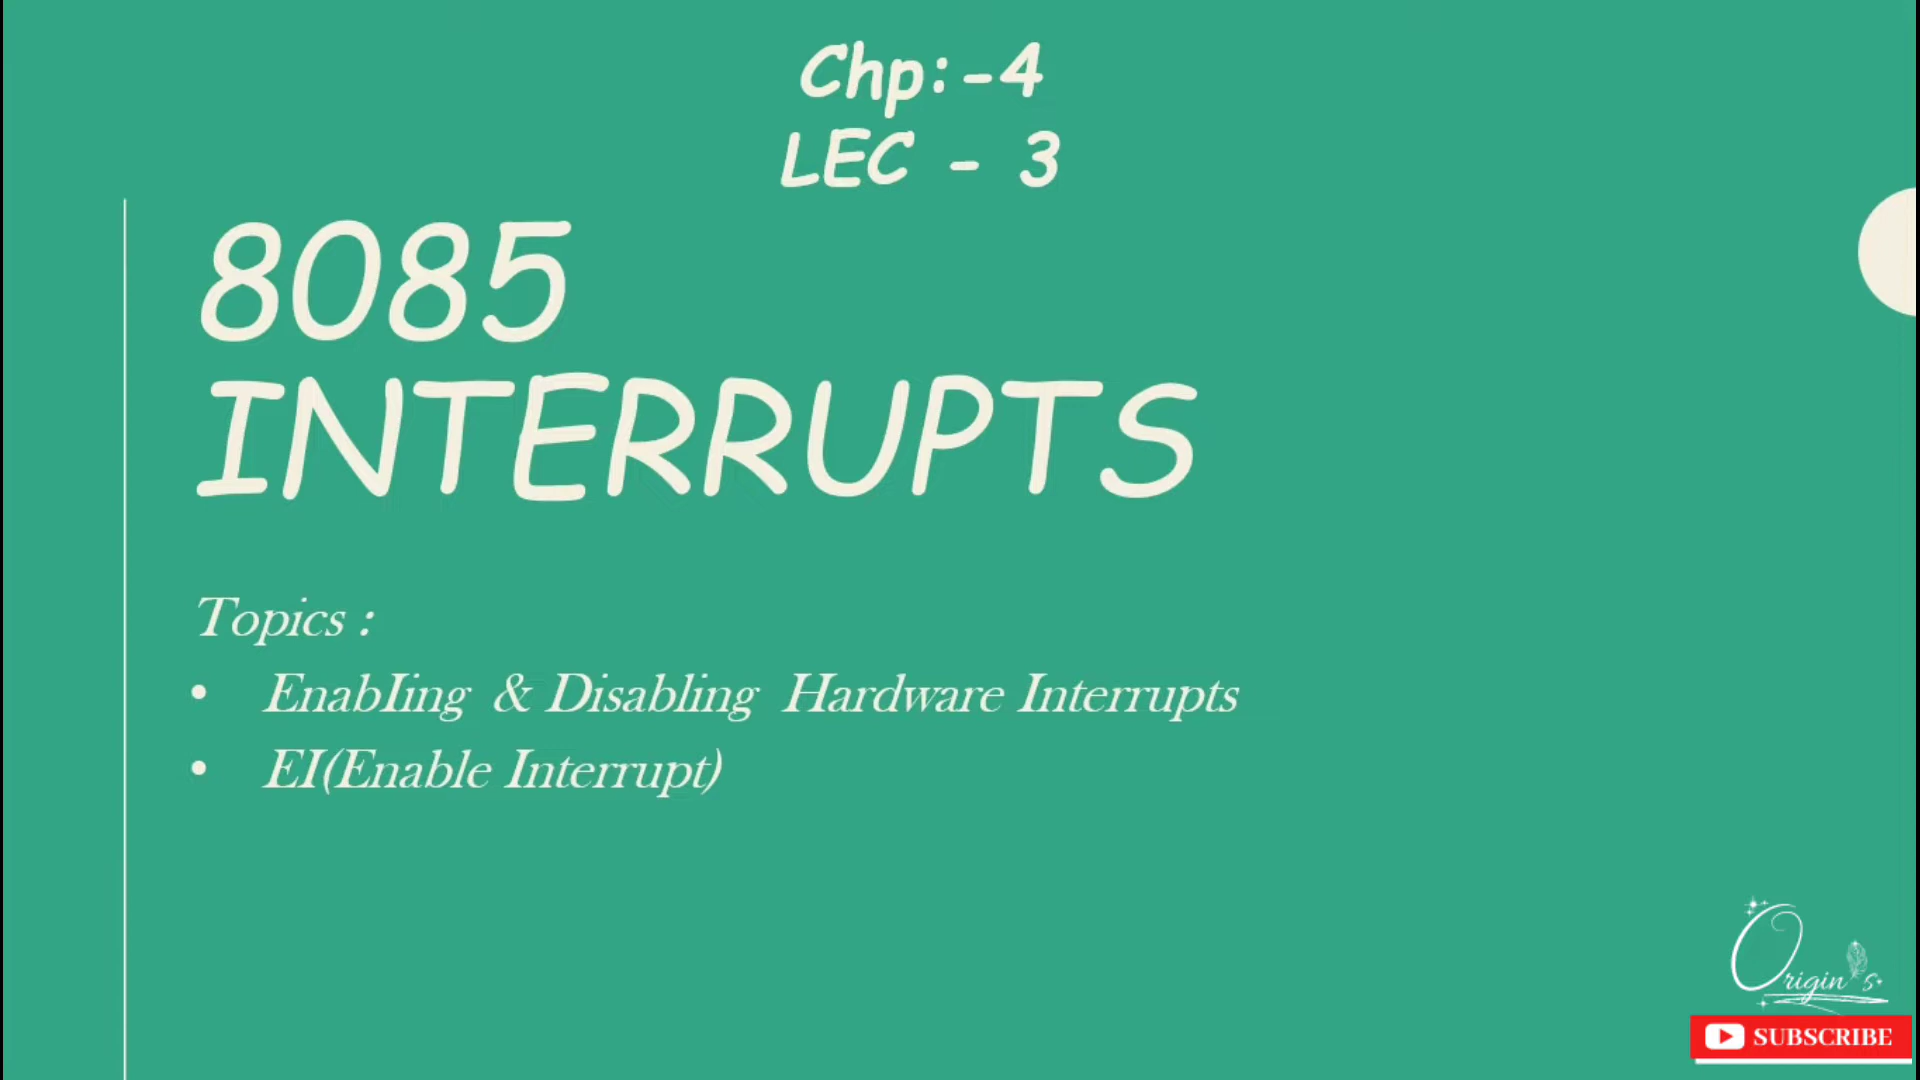 Chp:-4
LEC - 3
8085
INTERRUPTS
Topics :
• EnabIing & Disabling Hardware Interrupts
• EI(Enable Interrupt)
Origin's
SUBSCRIBE